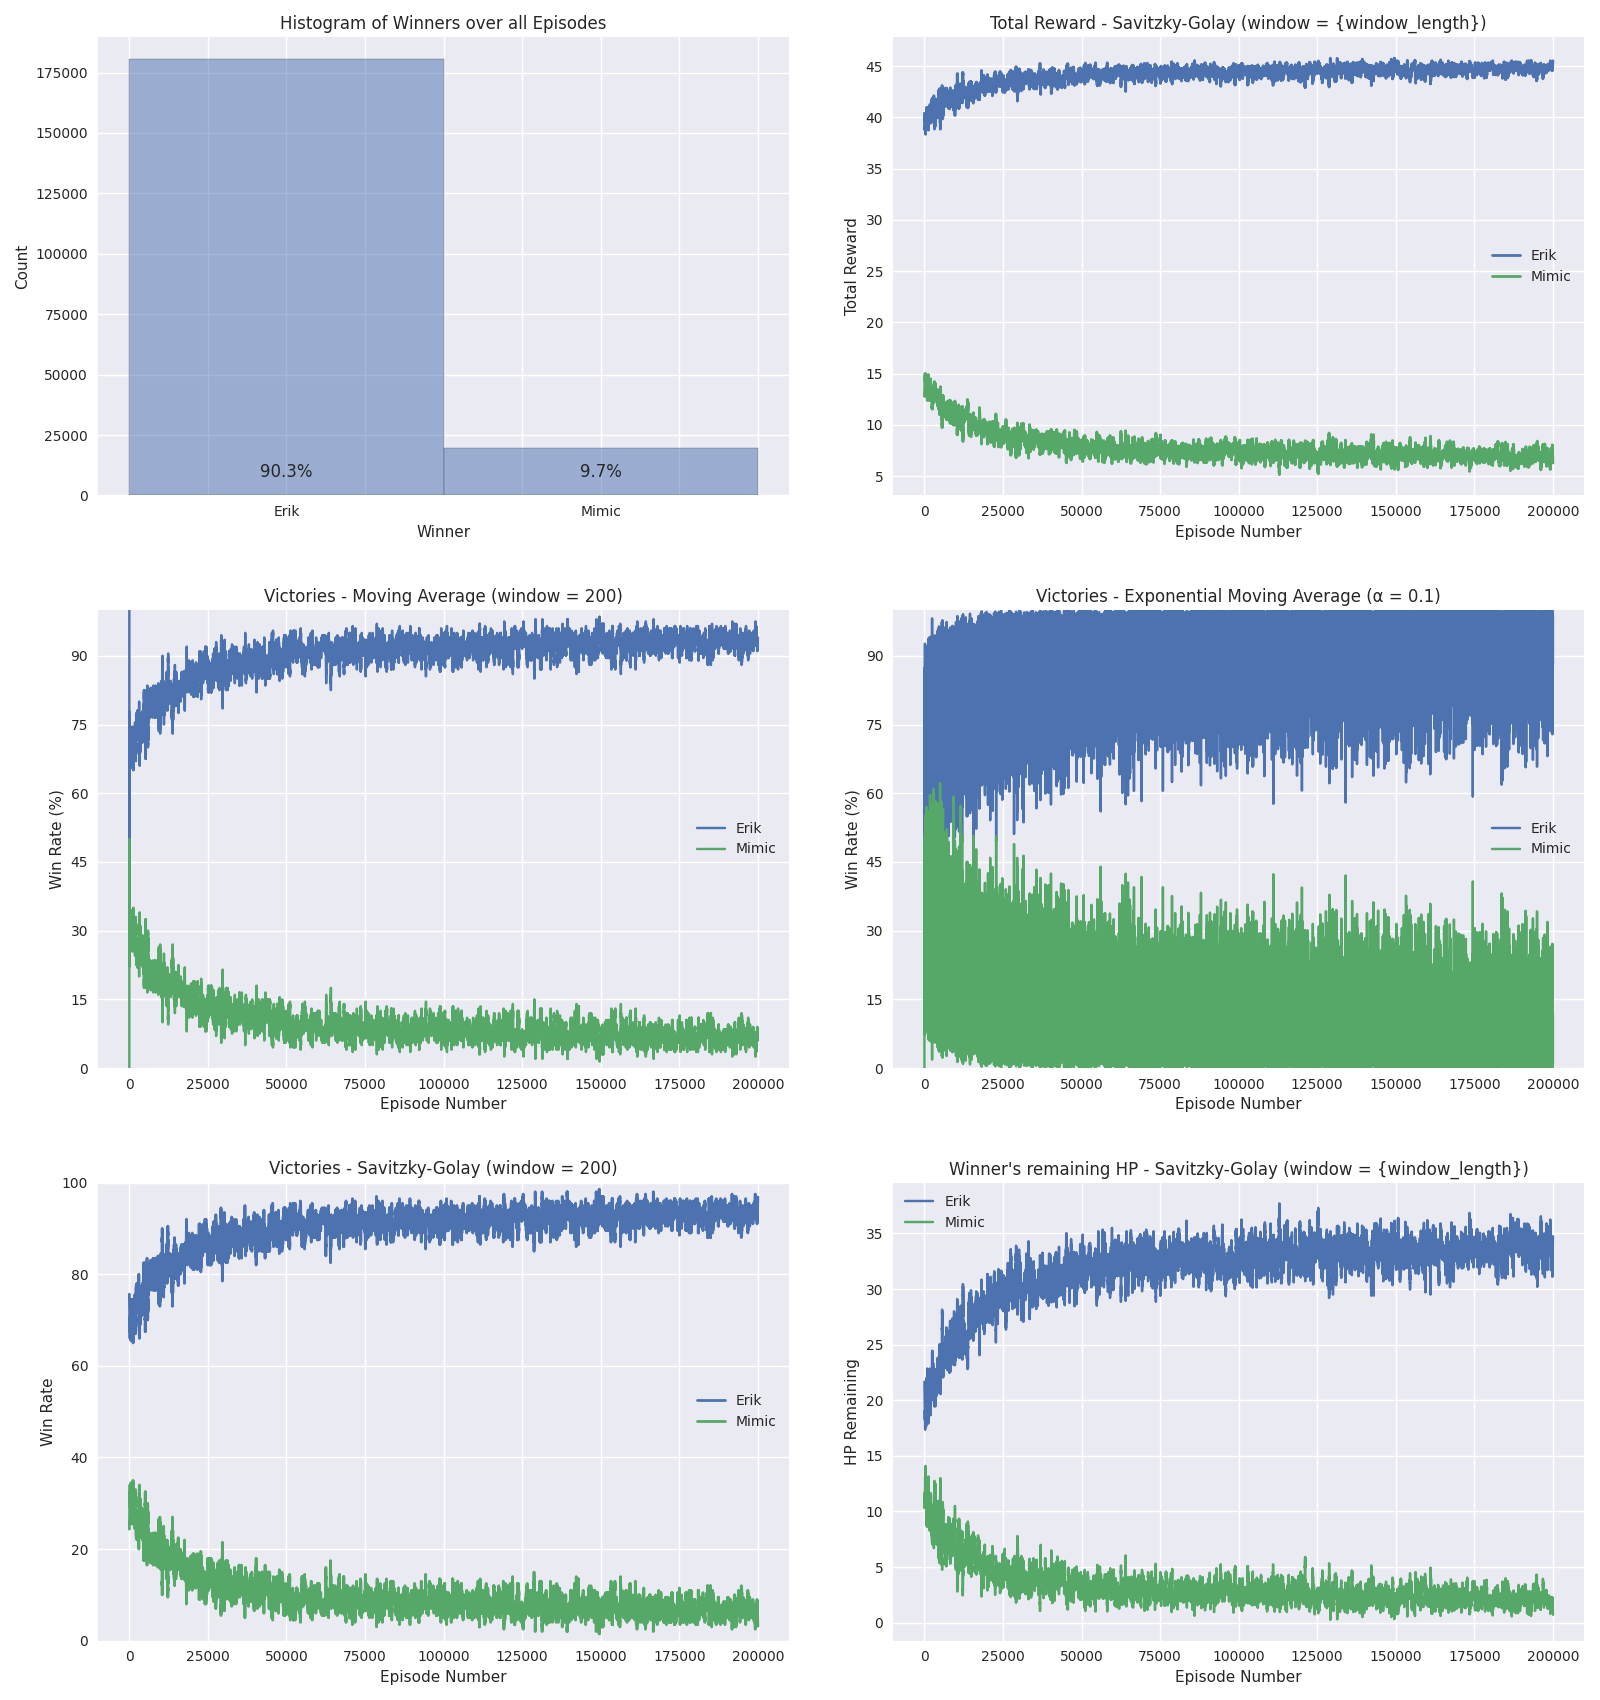 Histogram of Winners over all Episodes
175000
150000
125000
100000
75000
50000
25000
0
Count
90.3%
9.7%
Erik
Mimic
Winner
Total Reward - Savitzky-Golay (window = {window_length})
45
40
35
30
25
20
15
10
5
Total Reward
Erik
Mimic
0 25000 50000 75000 100000 125000 150000 175000 200000
Episode Number
Victories - Moving Average (window = 200)
90
75
60
45
30
15
0
Win Rate (%)
Erik
Mimic
0 25000 50000 75000 100000 125000 150000 175000 200000
Episode Number
Victories - Exponential Moving Average (α = 0.1)
90
75
60
45
30
15
0
Win Rate (%)
Erik
Mimic
0 25000 50000 75000 100000 125000 150000 175000 200000
Episode Number
Victories - Savitzky-Golay (window = 200)
100
80
60
40
20
0
Win Rate
Erik
Mimic
0 25000 50000 75000 100000 125000 150000 175000 200000
Episode Number
Winner's remaining HP - Savitzky-Golay (window = {window_length})
Erik
Mimic
35
30
25
20
15
10
5
0
HP Remaining
0 25000 50000 75000 100000 125000 150000 175000 200000
Episode Number